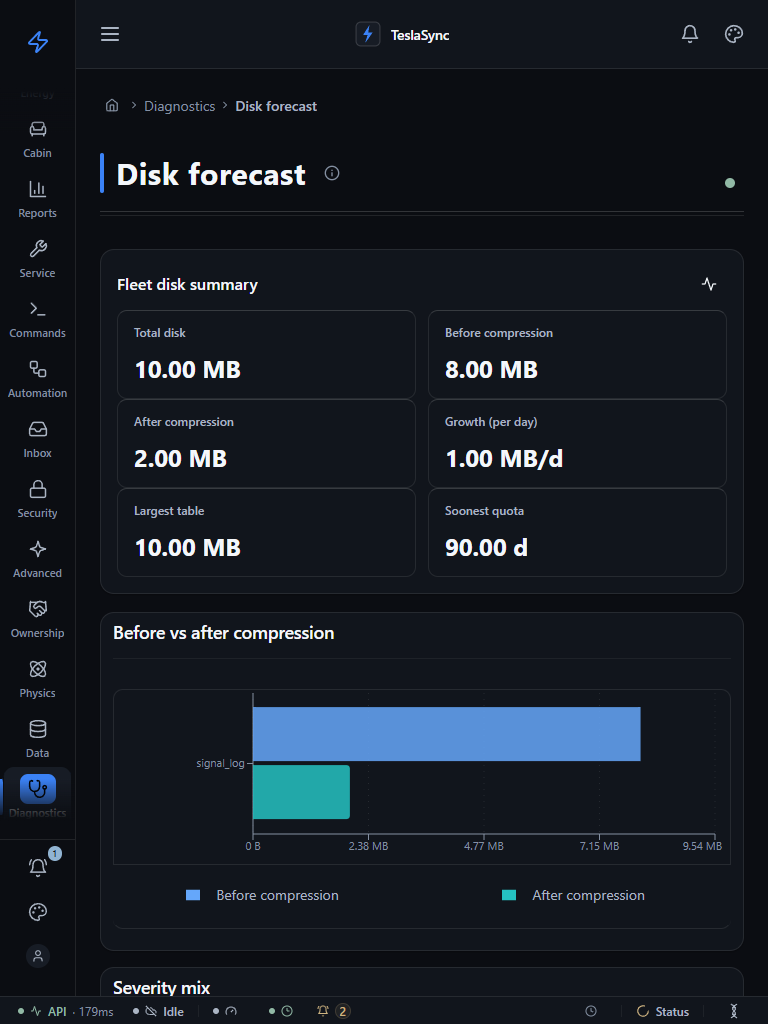 TeslaSync
Energy
Cabin
Reports
Service
Commands
Automation
Inbox
Security
Advanced
Ownership
Physics
Data
Diagnostics
1
Diagnostics
Disk forecast
Disk forecast
Fleet disk summary
Total disk
10.00 MB
Before compression
8.00 MB
After compression
2.00 MB
Growth (per day)
1.00 MB/d
Largest table
10.00 MB
Soonest quota
90.00 d
Before vs after compression
signal_log
0 B
2.38 MB
4.77 MB
7.15 MB
9.54 MB
Before compression
After compression
Severity mix
API · 179ms
Idle
2
Status